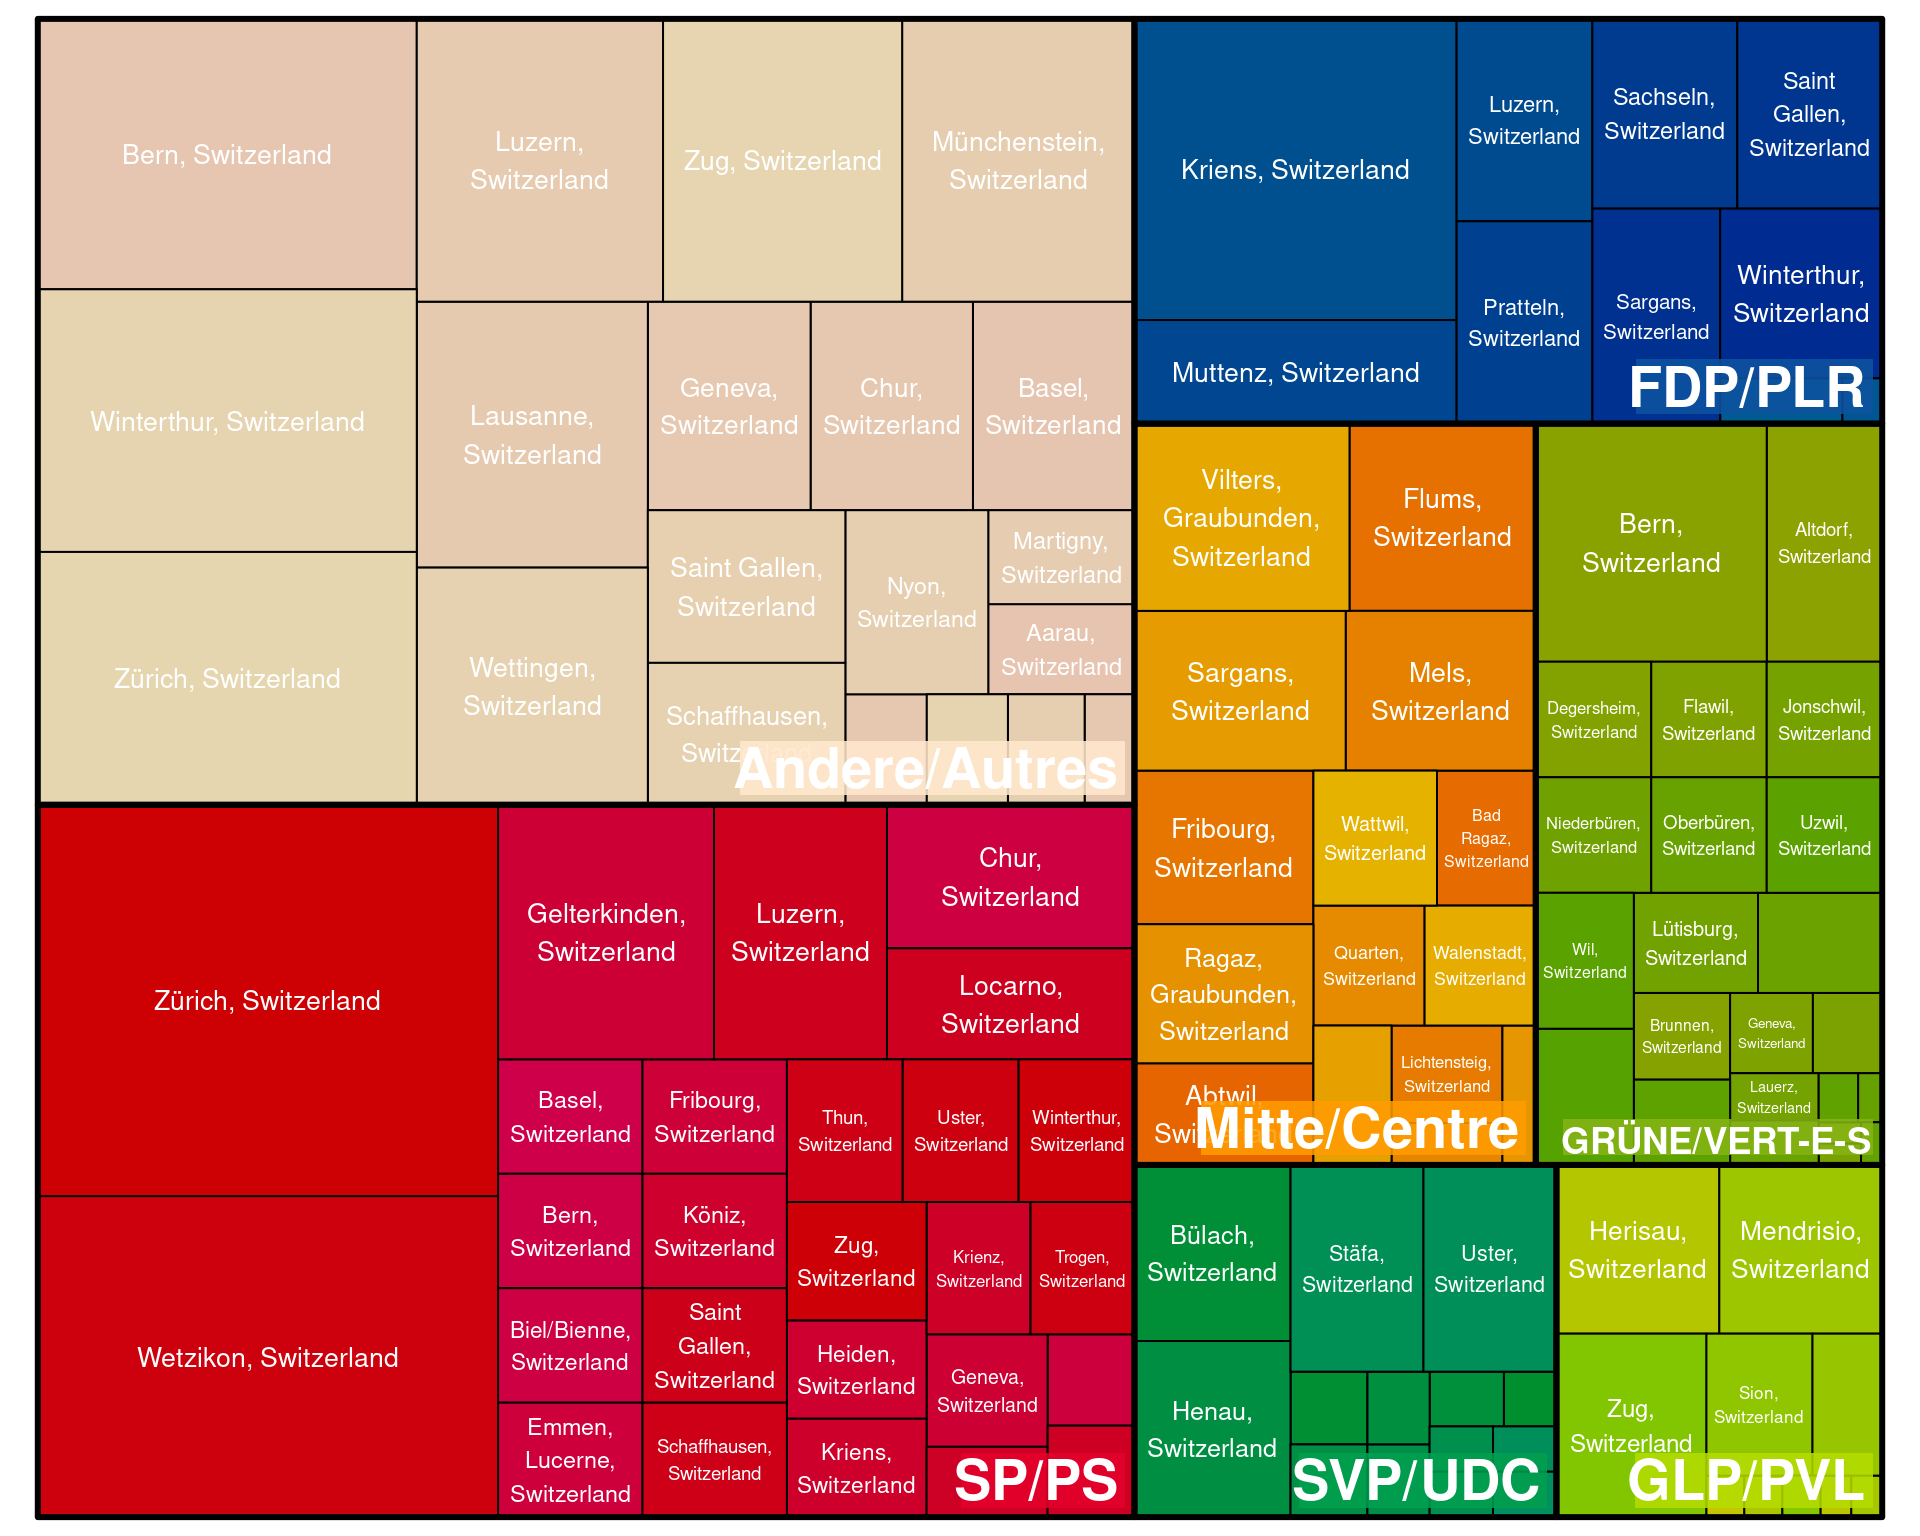 Bern, Switzerland
Luzern,
Switzerland
Zug, Switzerland
Münchenstein,
Switzerland
Winterthur, Switzerland
Lausanne,
Switzerland
Geneva,
Switzerland
Chur,
Switzerland
Basel,
Switzerland
Zürich, Switzerland
Wettingen,
Switzerland
Saint Gallen,
Switzerland
Nyon,
Switzerland
Martigny,
Switzerland
Aarau,
Switzerland
Schaffhausen,
Switzerland
Andere/Autres
Kriens, Switzerland
Luzern,
Switzerland
Sachseln,
Switzerland
Saint
Gallen,
Switzerland
Muttenz, Switzerland
Pratteln,
Switzerland
Sargans,
Switzerland
Winterthur,
Switzerland
FDP/PLR
Vilters,
Graubunden,
Switzerland
Flums,
Switzerland
Sargans,
Switzerland
Mels,
Switzerland
Fribourg,
Switzerland
Wattwil,
Switzerland
Bad
Ragaz,
Switzerland
Ragaz,
Graubunden,
Switzerland
Quarten,
Switzerland
Walenstadt,
Switzerland
Abtwil,
Lichtensteig,
Switzerland
Mitte/Centre
Bern,
Switzerland
Altdorf,
Switzerland
Degersheim,
Switzerland
Flawil,
Switzerland
Jonschwil,
Switzerland
Niederbüren,
Switzerland
Oberbüren,
Switzerland
Uzwil,
Switzerland
Wil,
Switzerland
Lütisburg,
Switzerland
Brunnen,
Switzerland
Geneva,
Switzerland
Lauerz,
Switzerland
GRÜNE/VERT-E-S
Zürich, Switzerland
Wetzikon, Switzerland
Gelterkinden,
Switzerland
Luzern,
Switzerland
Chur,
Switzerland
Locarno,
Switzerland
Basel,
Switzerland
Fribourg,
Switzerland
Thun,
Switzerland
Uster,
Switzerland
Winterthur,
Switzerland
Bern,
Switzerland
Köniz,
Switzerland
Zug,
Switzerland
Krienz,
Switzerland
Trogen,
Switzerland
Biel/Bienne,
Switzerland
Saint
Gallen,
Switzerland
Heiden,
Switzerland
Geneva,
Switzerland
Emmen,
Lucerne,
Switzerland
Schaffhausen,
Switzerland
Kriens,
Switzerland
SP/PS
Bülach,
Switzerland
Stäfa,
Switzerland
Uster,
Switzerland
Henau,
Switzerland
SVP/UDC
Herisau,
Switzerland
Mendrisio,
Switzerland
Zug,
Switzerland
Sion,
Switzerland
GLP/PVL